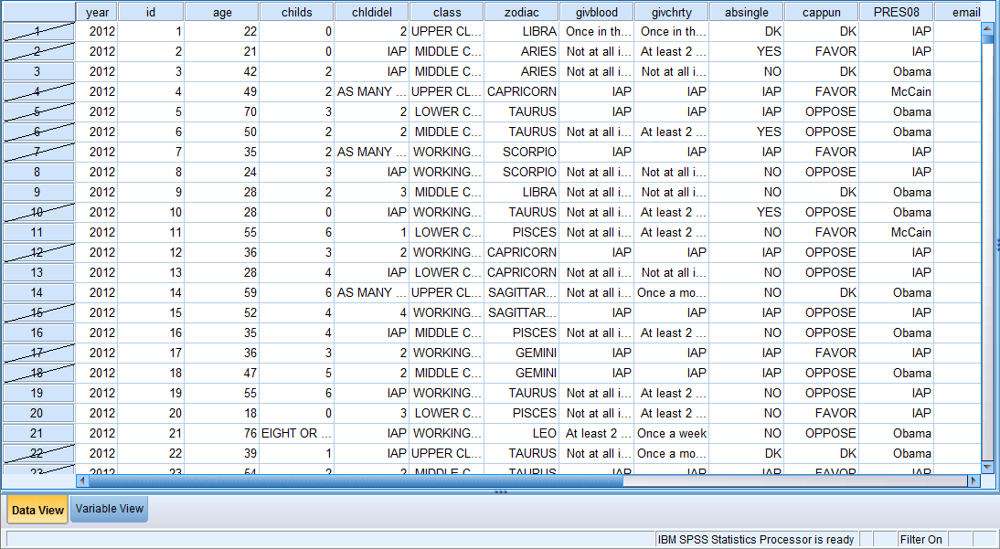 year id age childs chldidel class zodiac givblood givchrty absingle cappun PRES08 email
1 2012 1 22 0 2 UPPER CL... LIBRA Once in th... Once in th... DK DK IAP
2 2012 2 21 0 IAP MIDDLE C... ARIES Not at all i... At least 2 ... YES FAVOR IAP
3 2012 3 42 2 IAP MIDDLE C... ARIES Not at all i... Not at all i... NO DK Obama
4 2012 4 49 2 AS MANY ... UPPER CL... CAPRICORN IAP IAP IAP FAVOR McCain
5 2012 5 70 3 2 LOWER C... TAURUS IAP IAP IAP OPPOSE Obama
6 2012 6 50 2 2 MIDDLE C... TAURUS Not at all i... At least 2 ... YES OPPOSE Obama
7 2012 7 35 2 AS MANY ... WORKING... SCORPIO IAP IAP IAP FAVOR IAP
8 2012 8 24 3 IAP WORKING... SCORPIO Not at all i... Not at all i... NO OPPOSE IAP
9 2012 9 28 2 3 MIDDLE C... LIBRA Not at all i... Not at all i... NO DK Obama
10 2012 10 28 0 IAP WORKING... TAURUS Not at all i... At least 2 ... YES OPPOSE Obama
11 2012 11 55 6 1 LOWER C... PISCES Not at all i... At least 2 ... NO FAVOR McCain
12 2012 12 36 3 2 WORKING... CAPRICORN IAP IAP IAP OPPOSE IAP
13 2012 13 28 4 IAP LOWER C... CAPRICORN Not at all i... Not at all i... NO OPPOSE IAP
14 2012 14 59 6 AS MANY ... UPPER CL... SAGITTAR... Not at all i... Once a mo... NO DK Obama
15 2012 15 52 4 4 WORKING... SAGITTAR... IAP IAP IAP OPPOSE IAP
16 2012 16 35 4 IAP MIDDLE C... PISCES Not at all i... At least 2 ... NO OPPOSE IAP
17 2012 17 36 3 2 WORKING... GEMINI IAP IAP IAP FAVOR IAP
18 2012 18 47 5 2 MIDDLE C... GEMINI IAP IAP IAP OPPOSE Obama
19 2012 19 55 6 IAP WORKING... TAURUS Not at all i... At least 2 ... NO OPPOSE IAP
20 2012 20 18 0 3 LOWER C... PISCES Not at all i... At least 2 ... NO FAVOR IAP
21 2012 21 76 EIGHT OR ... IAP WORKING... LEO At least 2 ... Once a week NO OPPOSE Obama
22 2012 22 39 1 IAP UPPER CL... TAURUS Not at all i... Once a mo... DK DK Obama
23 2012 23 64 2 2 MIDDLE C... TAURUS IAP IAP IAP FAVOR IAP
Data View Variable View
IBM SPSS Statistics Processor is ready Filter On